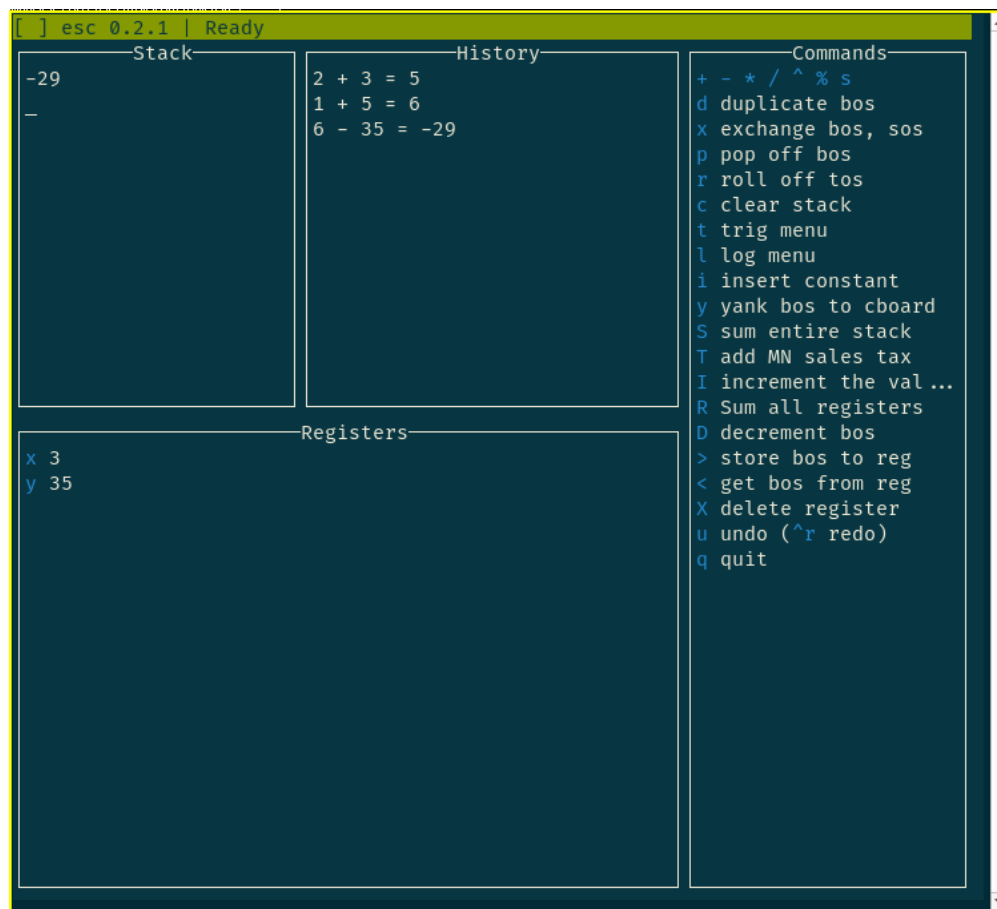 [ ] esc 0.2.1 | Ready
Stack
-29
_
History
2 + 3 = 5
1 + 5 = 6
6 - 35 = -29
Registers
x 3
y 35
Commands
+ - * / ^ % s
d duplicate bos
x exchange bos, sos
p pop off bos
r roll off tos
c clear stack
t trig menu
l log menu
i insert constant
y yank bos to cboard
S sum entire stack
T add MN sales tax
I increment the val...
R Sum all registers
D decrement bos
> store bos to reg
< get bos from reg
X delete register
u undo (^r redo)
q quit